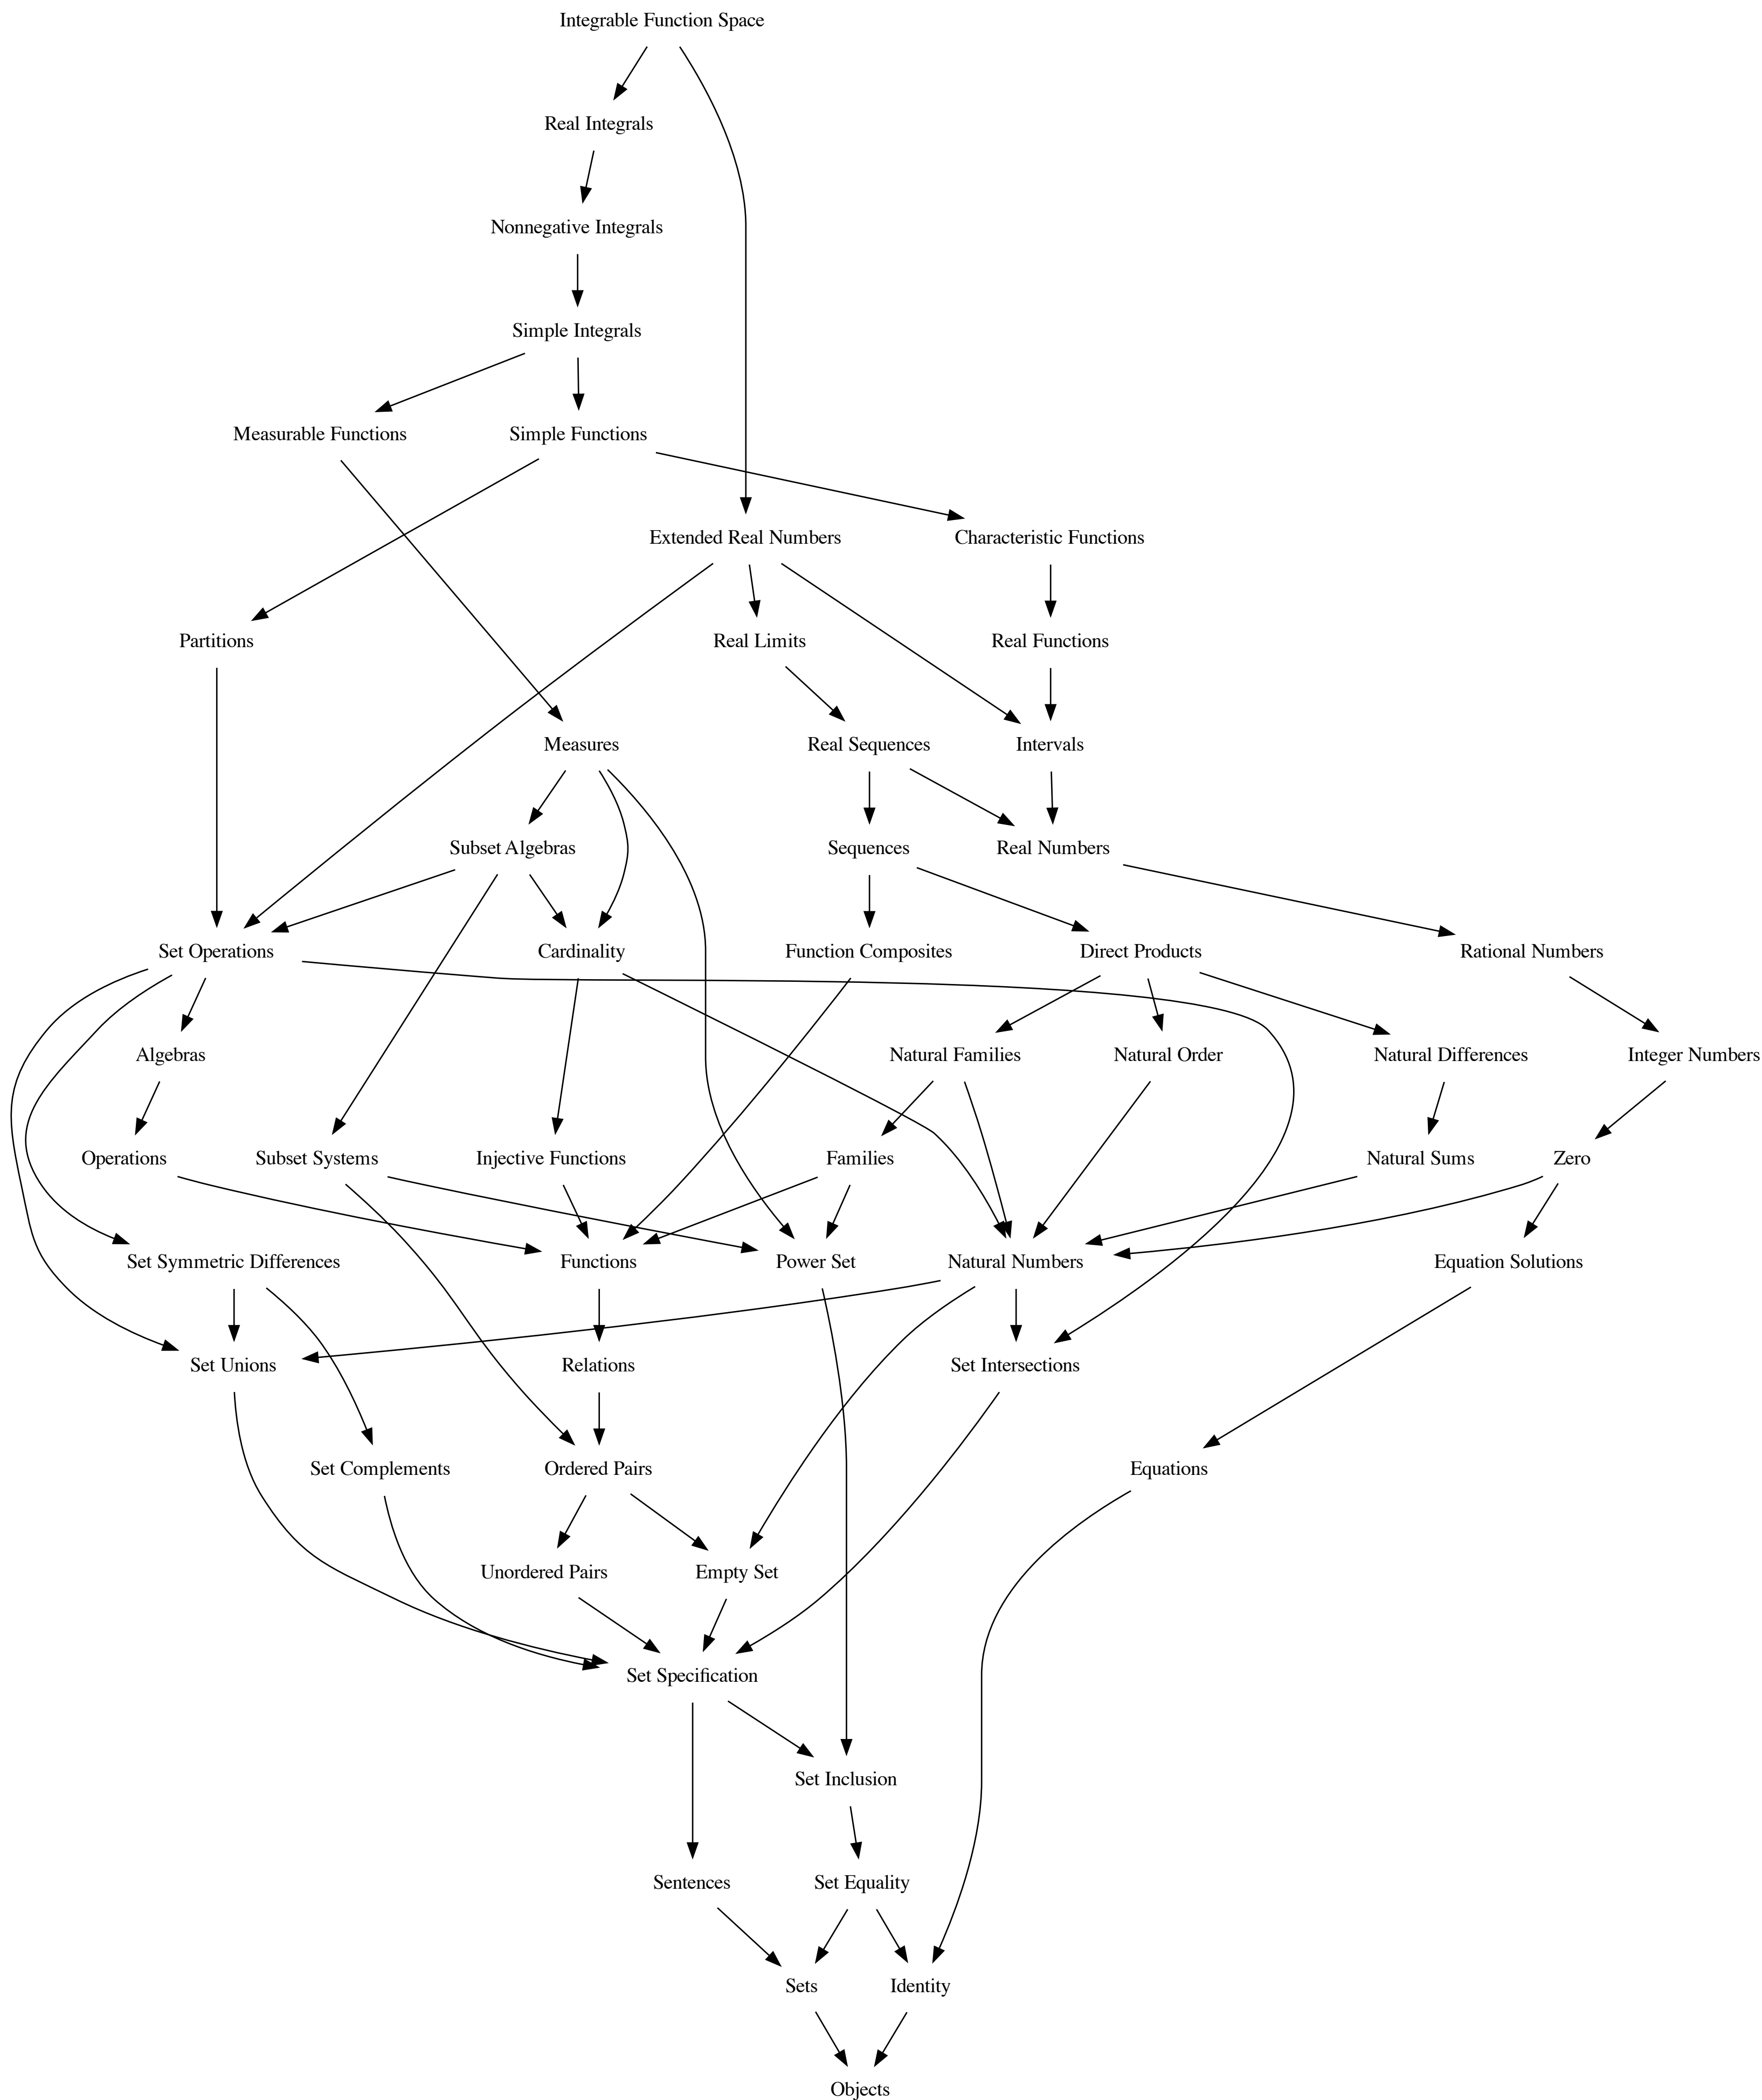 Integrable Function Space
Real Integrals
Nonnegative Integrals
Simple Integrals
Measurable Functions
Simple Functions
Extended Real Numbers
Characteristic Functions
Partitions
Real Limits
Real Functions
Measures
Real Sequences
Intervals
Subset Algebras
Sequences
Real Numbers
Set Operations
Cardinality
Function Composites
Direct Products
Rational Numbers
Algebras
Natural Families
Natural Order
Natural Differences
Integer Numbers
Operations
Subset Systems
Injective Functions
Families
Natural Sums
Zero
Set Symmetric Differences
Functions
Power Set
Natural Numbers
Equation Solutions
Set Unions
Relations
Set Intersections
Set Complements
Ordered Pairs
Equations
Unordered Pairs
Empty Set
Set Specification
Set Inclusion
Sentences
Set Equality
Sets
Identity
Objects